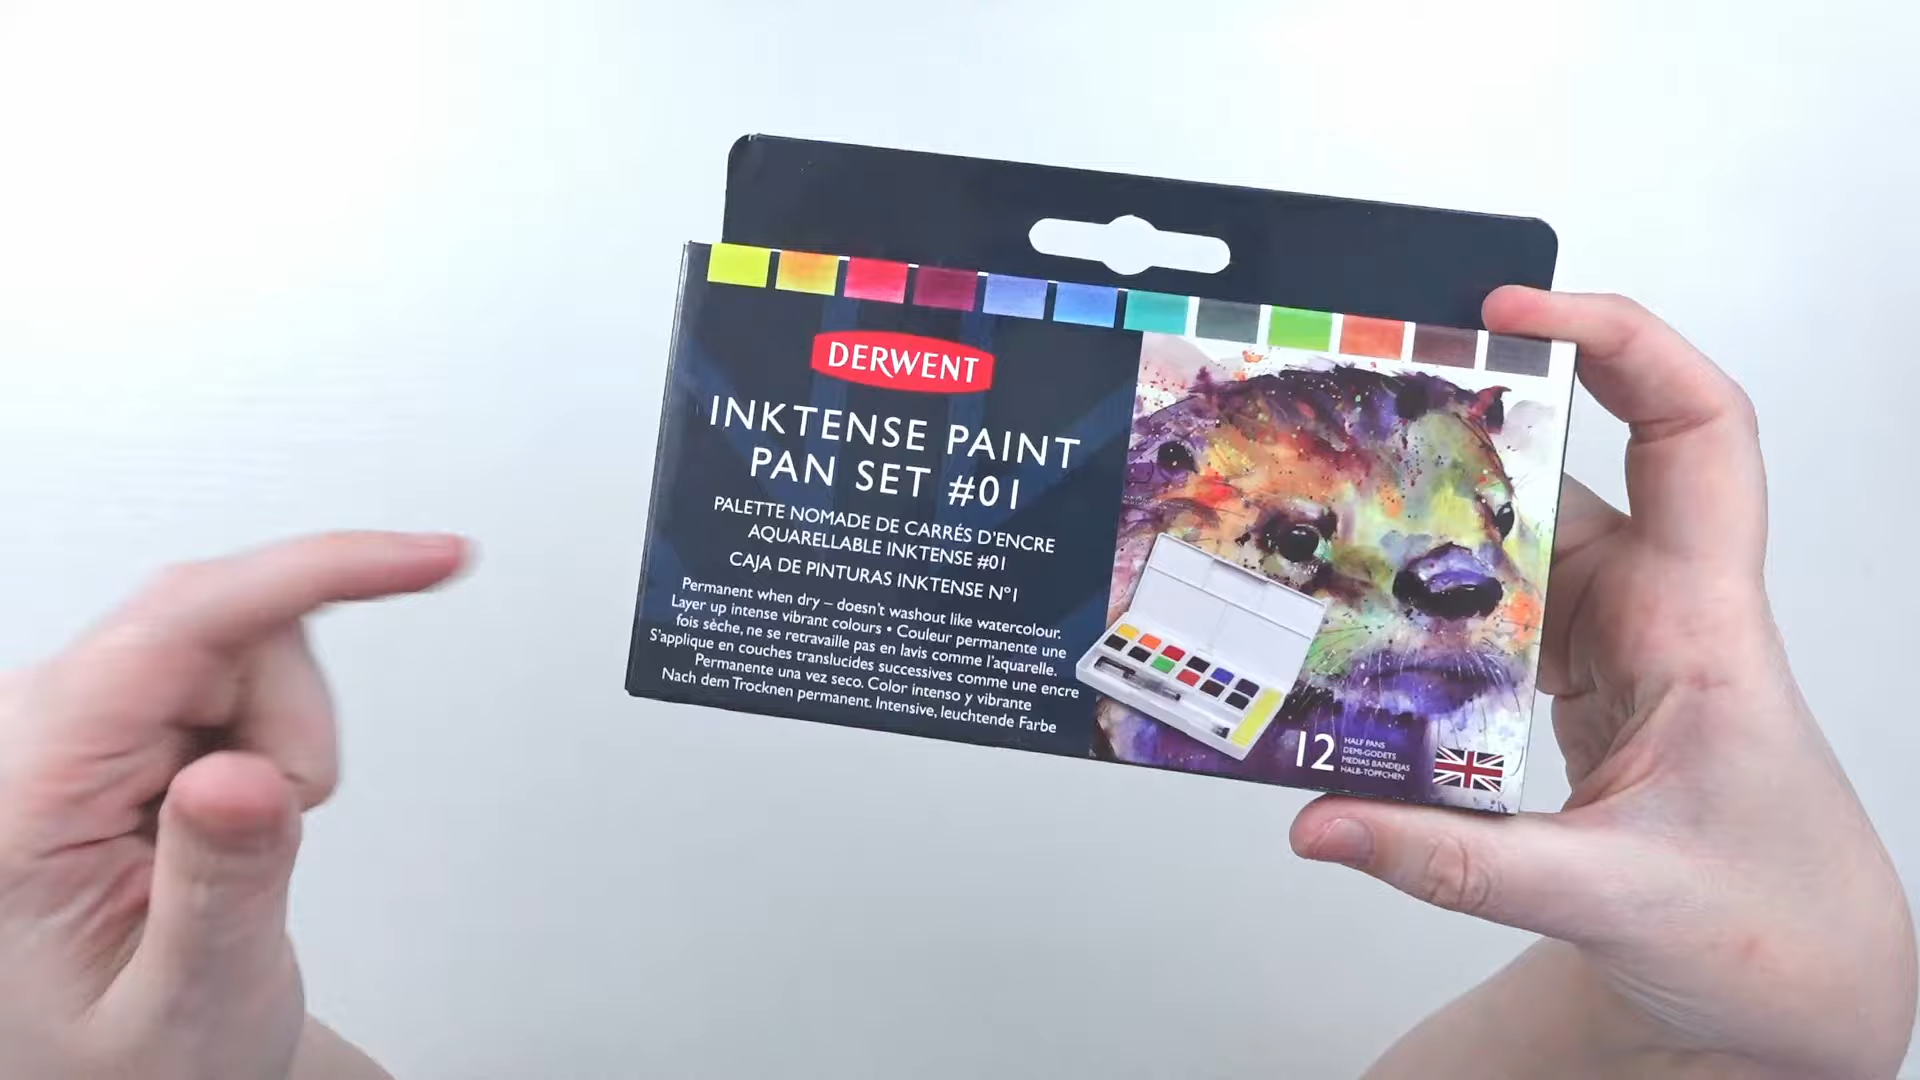 DERWENT
INKTENSE PAINT
PAN SET #01
PALETTE NOMADE DE CARRÉS D'ENCRE
AQUARELLABLE INKTENSE #01
CAJA DE PINTURAS INKTENSE Nº1
Permanent when dry – doesn't washout like watercolour.
Layer up intense vibrant colours • Couleur permanente une
fois sèche, ne se retravaille pas en lavis comme l'aquarelle.
S'applique en couches translucides successives comme une encre
Permanente una vez seco. Color intenso y vibrante
Nach dem Trocknen permanent. Intensive, leuchtende Farbe
12
HALF PANS
DEMI-GODETS
MEDIAS BANDEJAS
HALB-TÖPFCHEN